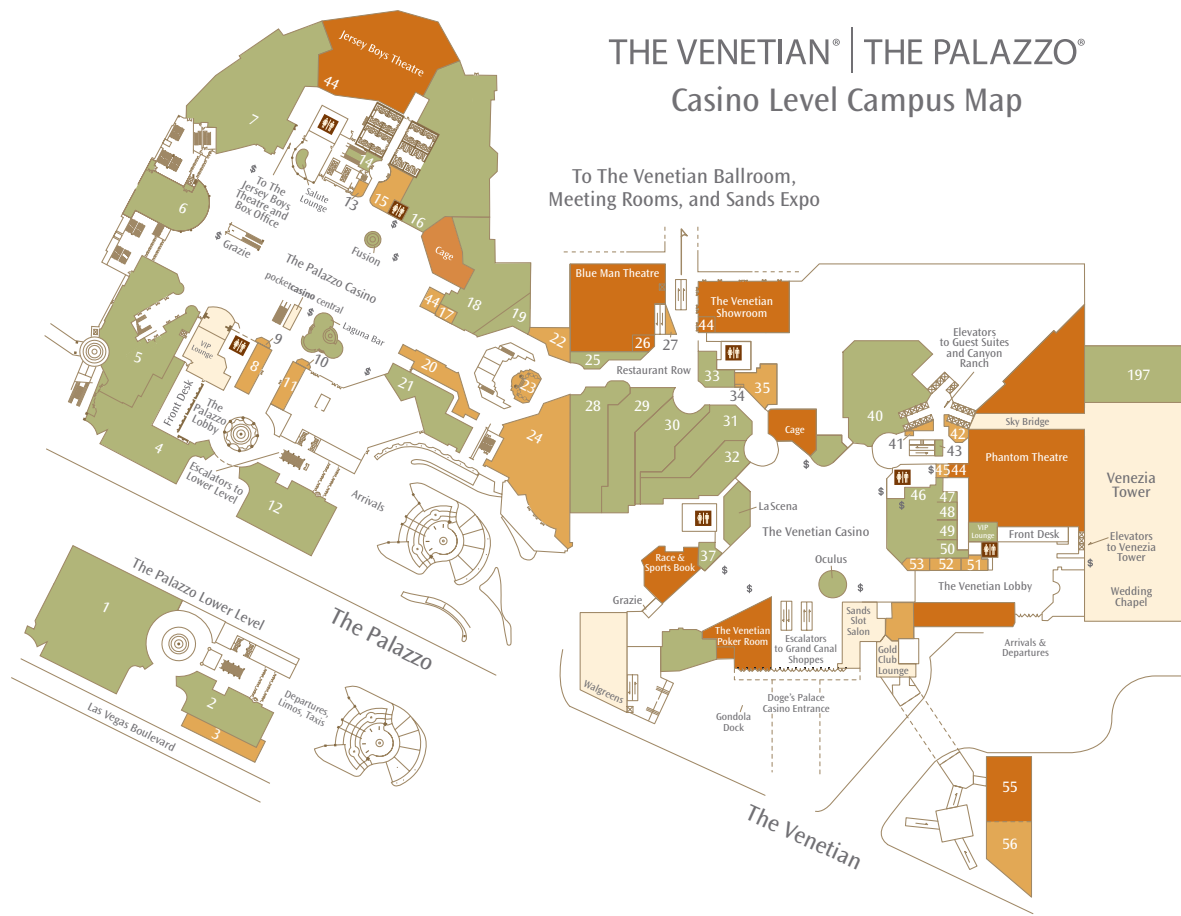 THE VENETIAN® | THE PALAZZO®
Casino Level Campus Map
To The Venetian Ballroom,
Meeting Rooms, and Sands Expo
Jersey Boys Theatre
44
7
14
To The
Jersey Boys
Theatre and
Box Office
Salute
Lounge
13
15
16
6
$
$
Grazie
$
Fusion
$
Cage
The Palazzo Casino
pocketcasino central
$
Laguna Bar
44
17
18
19
5
VIP
Lounge
9
8
10
11
$
20
21
22
23
24
Front Desk
The
Palazzo
Lobby
4
Escalators to
Lower Level
12
Arrivals
The Palazzo
The Palazzo Lower Level
1
2
3
Departures,
Limos, Taxis
Las Vegas Boulevard
Blue Man Theatre
$
26
27
25
Restaurant Row
The Venetian
Showroom
44
33
34
35
28
29
30
31
32
Cage
$
40
41
Elevators
to Guest Suites
and Canyon
Ranch
42
43
Sky Bridge
197
Phantom Theatre
$
45
44
$
46
$
47
48
49
50
51
52
53
VIP
Lounge
Front Desk
Venezia
Tower
Elevators
to Venezia
Tower
$
Wedding
Chapel
La Scena
The Venetian Casino
37
$
Race &
Sports Book
Grazie
$
Oculus
$
The Venetian Lobby
The Venetian
Poker Room
Escalators
to Grand Canal
Shoppes
Sands
Slot
Salon
Gold
Club
Lounge
Arrivals &
Departures
Walgreens
Gondola
Dock
Doge's Palace
Casino Entrance
The Venetian
55
56